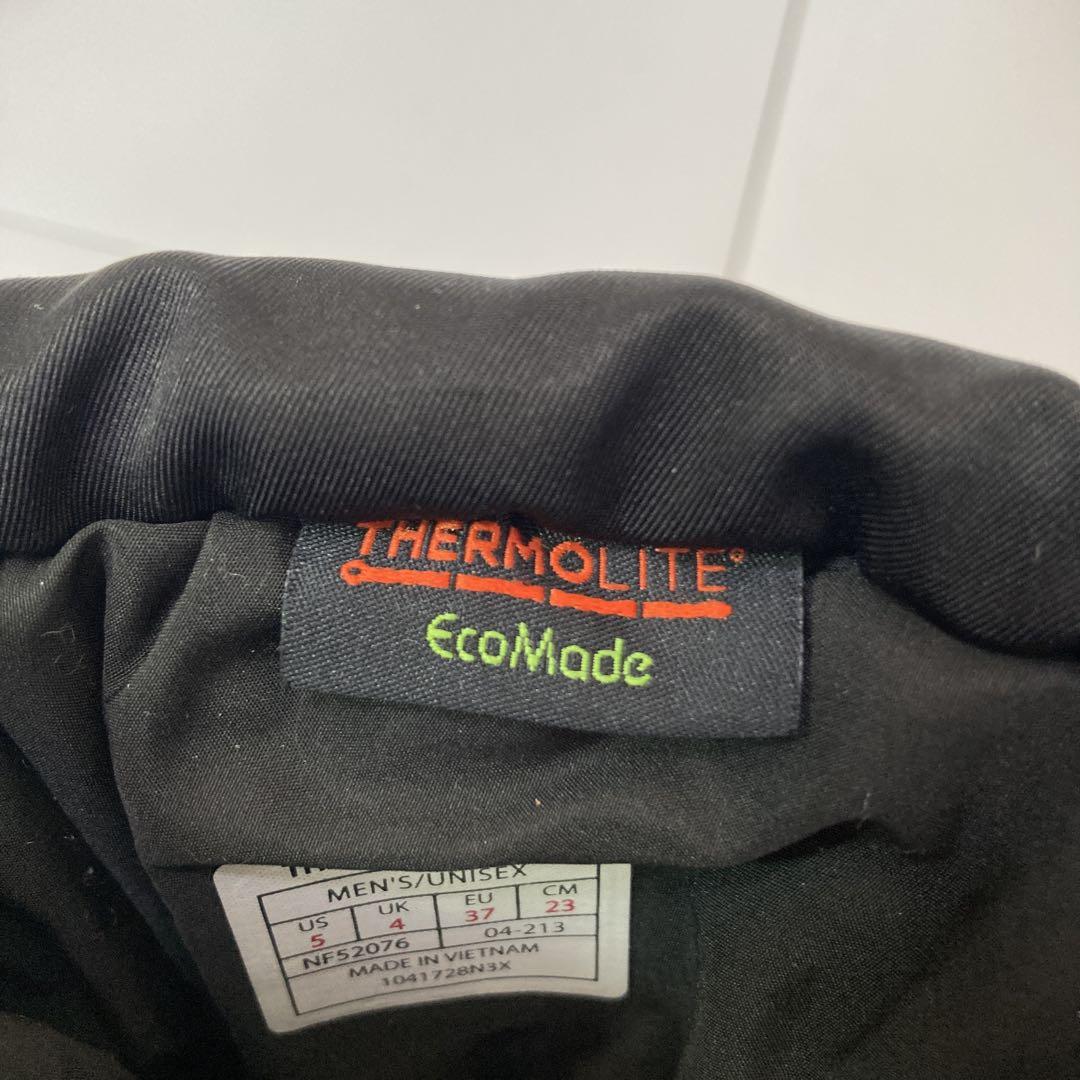 THERMOLITE®
EcoMade
MEN'S/UNISEX
US UK EU CM
5 4 37 23
NF52076 04-213
MADE IN VIETNAM
1041728N3X